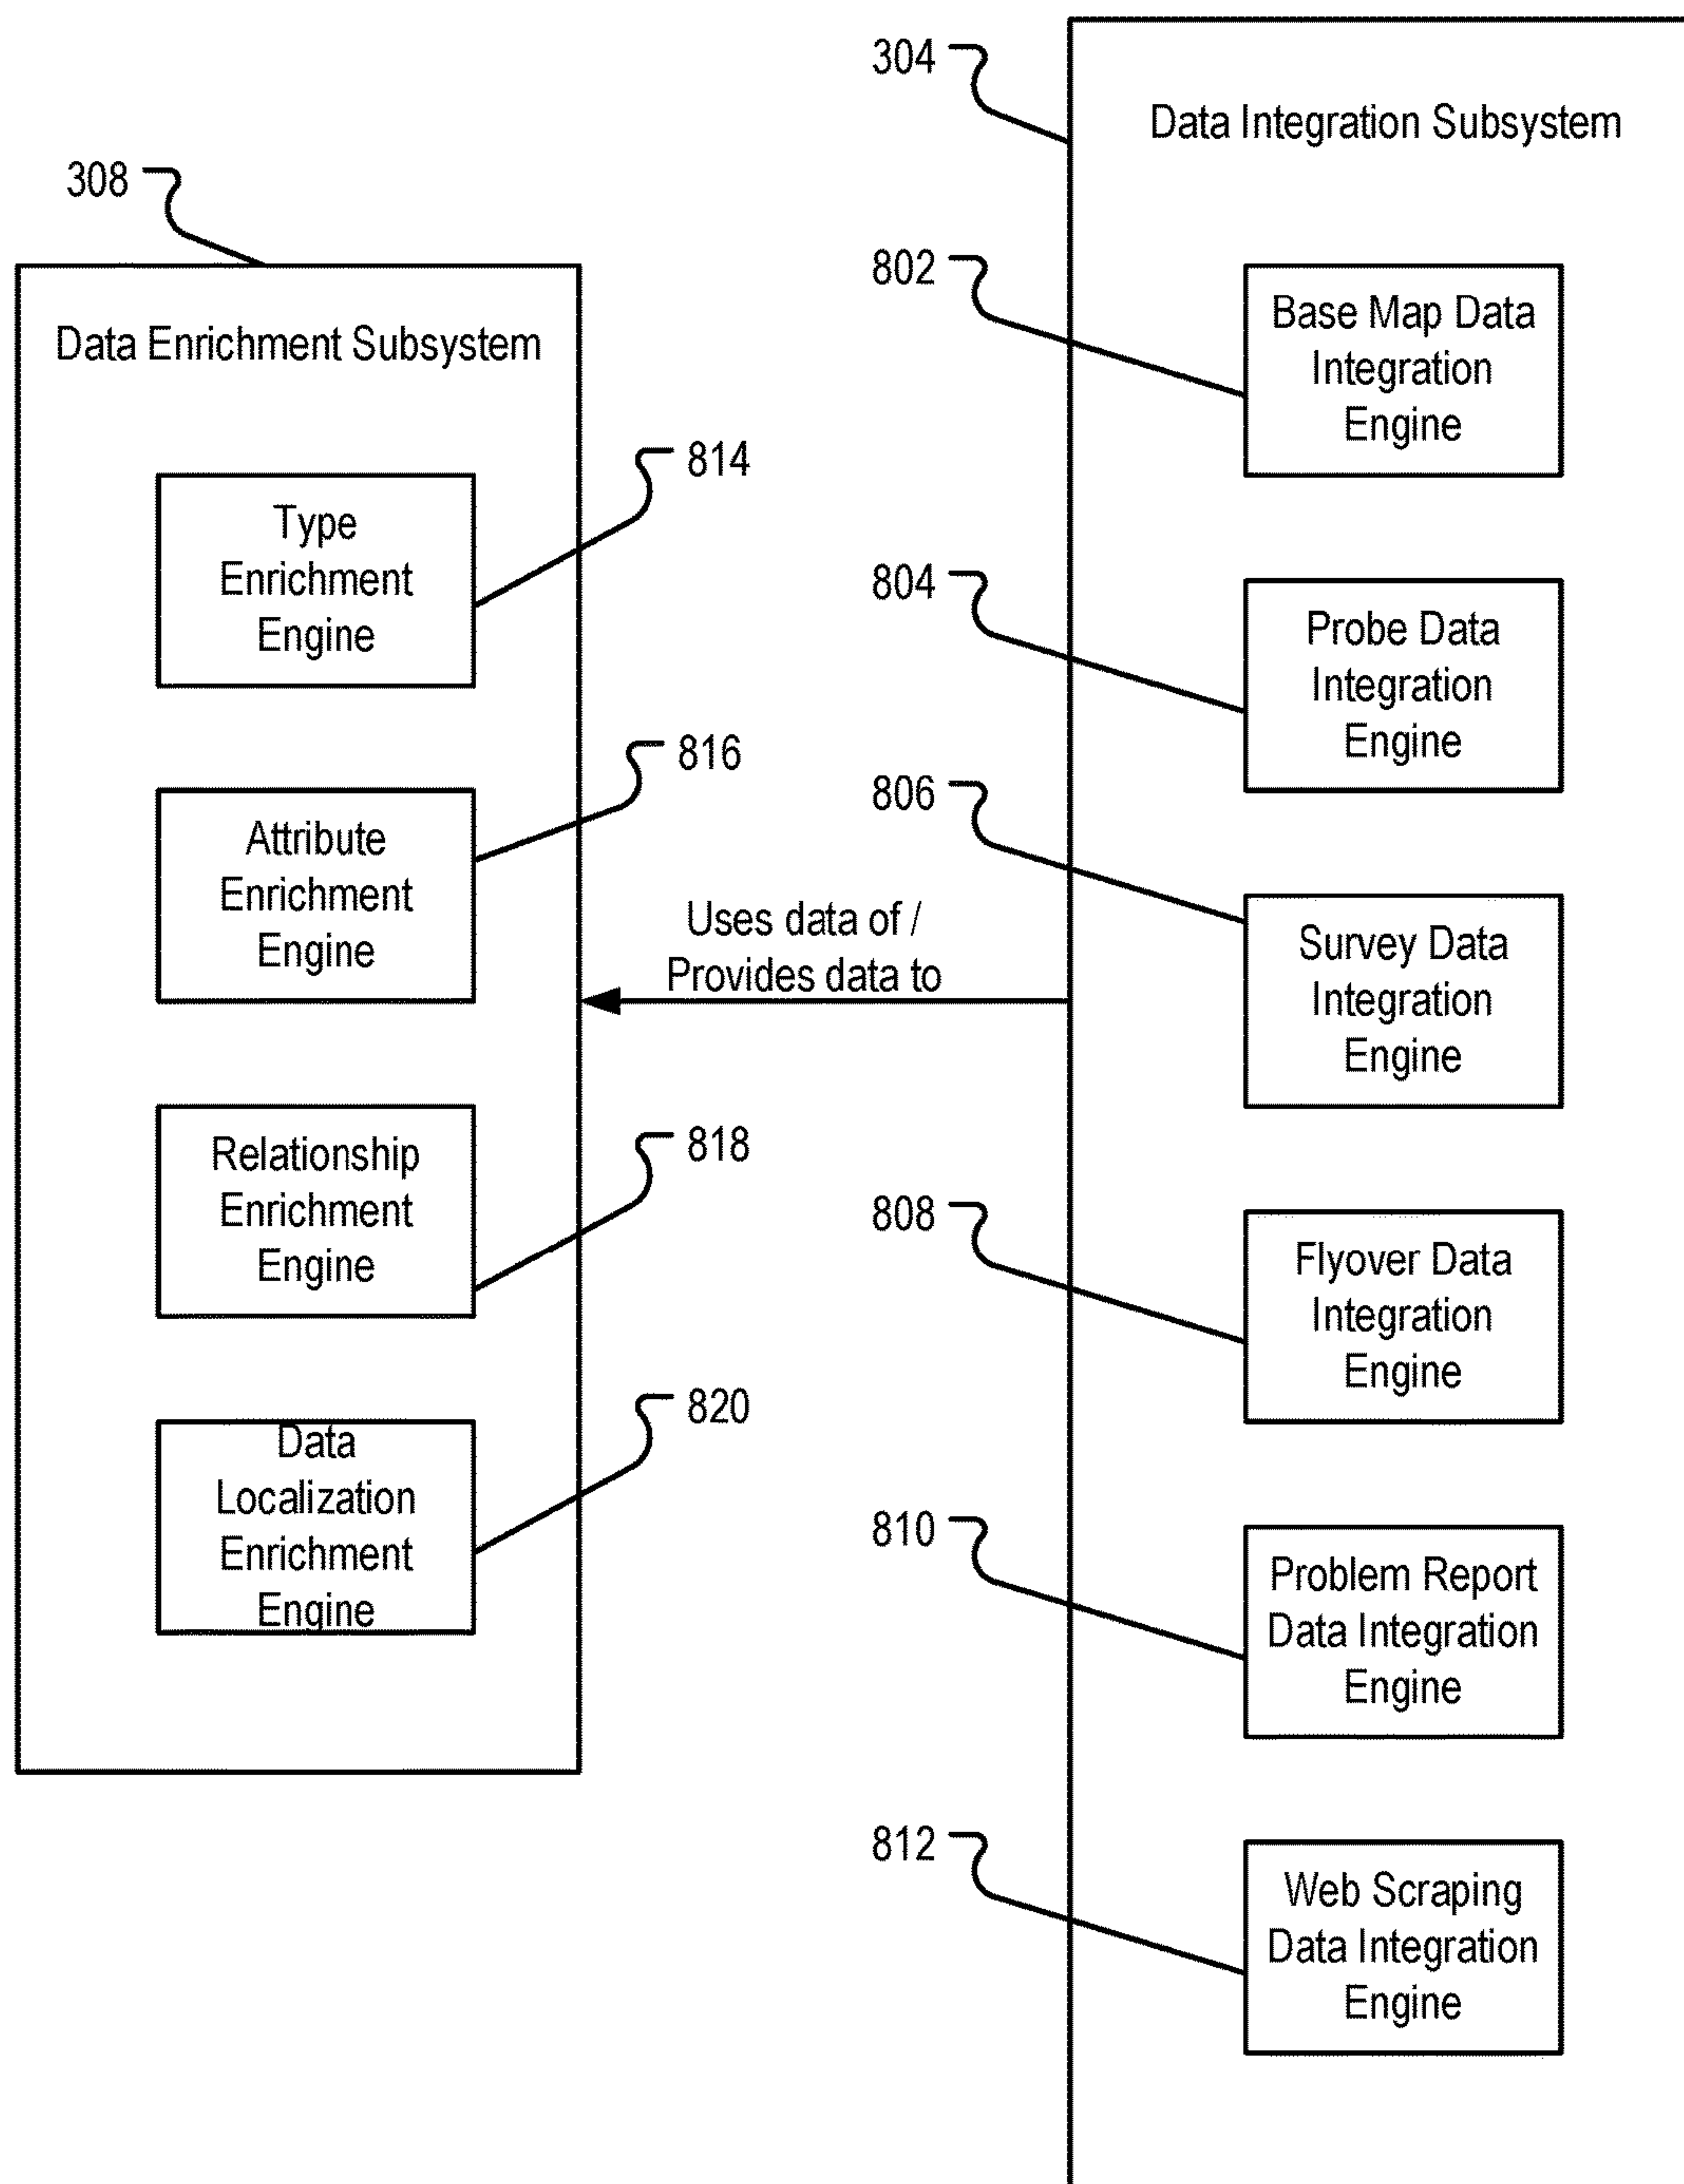 304
Data Integration Subsystem
308
802
Base Map Data
Integration
Engine
Data Enrichment Subsystem
814
Type
Enrichment
Engine
804
Probe Data
Integration
Engine
816
Attribute
Enrichment
Engine
806
Survey Data
Integration
Engine
Uses data of /
Provides data to
818
Relationship
Enrichment
Engine
808
Flyover Data
Integration
Engine
820
Data
Localization
Enrichment
Engine
810
Problem Report
Data Integration
Engine
812
Web Scraping
Data Integration
Engine